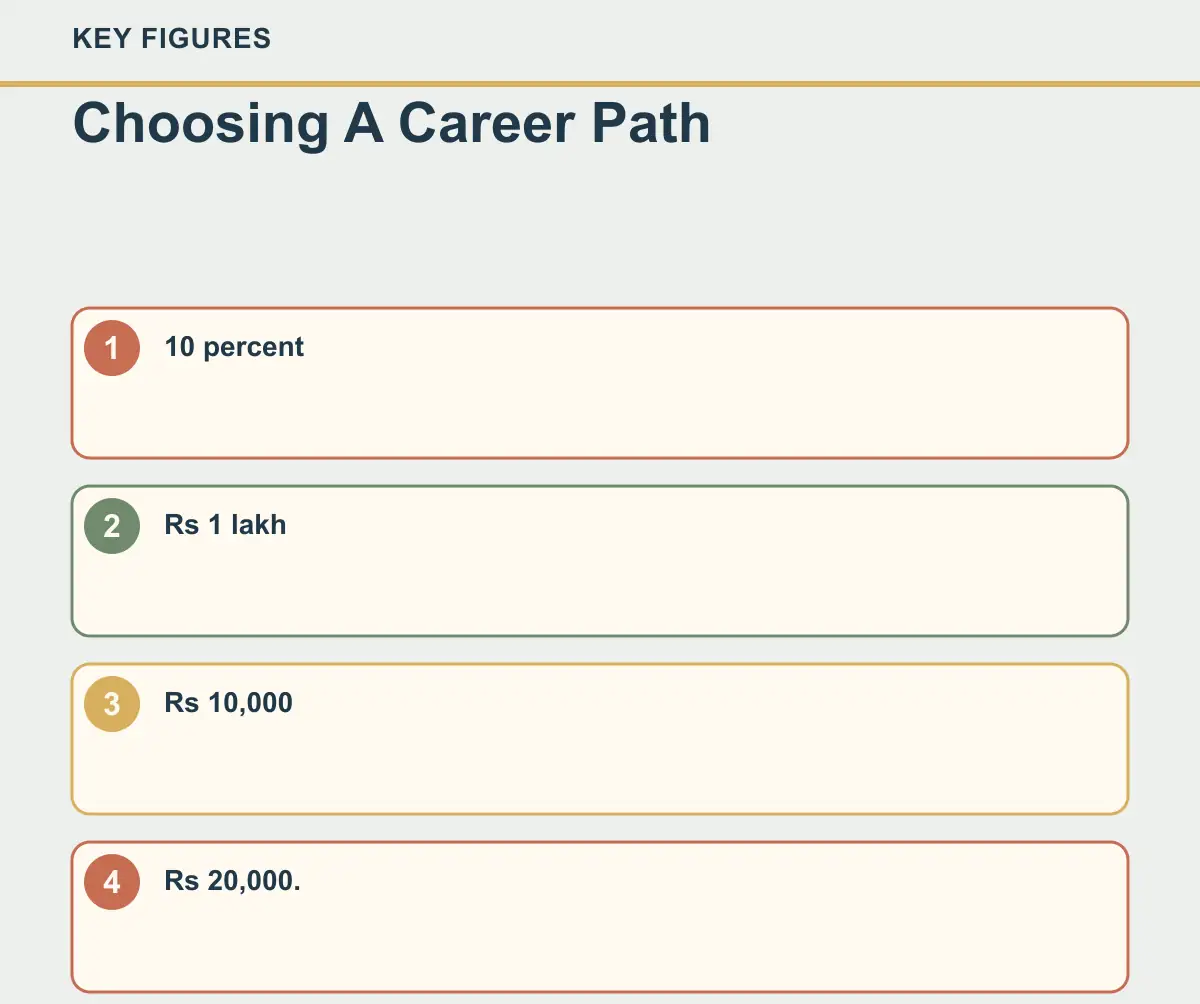 KEY FIGURES
Choosing A Career Path
1
10 percent
2
Rs 1 lakh
3
Rs 10,000
4
Rs 20,000.